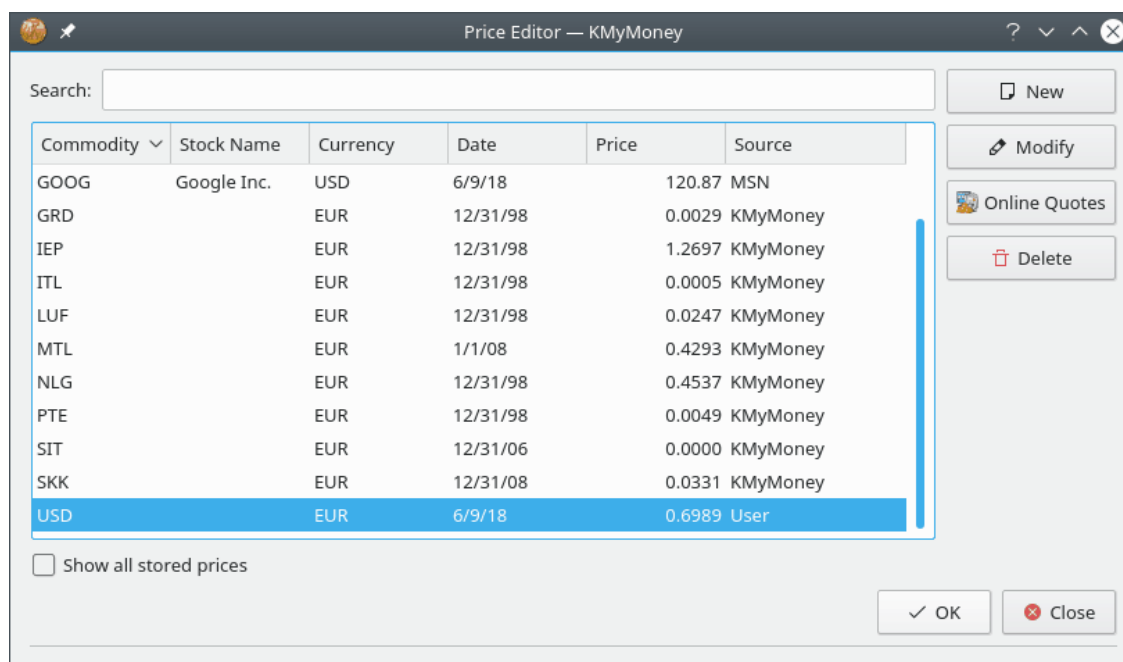 Price Editor — KMyMoney ?
Search:
New
Commodity Stock Name Currency Date Price Source
Modify
GOOG Google Inc. USD 6/9/18 120.87 MSN
Online Quotes
GRD EUR 12/31/98 0.0029 KMyMoney
IEP EUR 12/31/98 1.2697 KMyMoney
Delete
ITL EUR 12/31/98 0.0005 KMyMoney
LUF EUR 12/31/98 0.0247 KMyMoney
MTL EUR 1/1/08 0.4293 KMyMoney
NLG EUR 12/31/98 0.4537 KMyMoney
PTE EUR 12/31/98 0.0049 KMyMoney
SIT EUR 12/31/06 0.0000 KMyMoney
SKK EUR 12/31/08 0.0331 KMyMoney
USD EUR 6/9/18 0.6989 User
Show all stored prices
OK Close